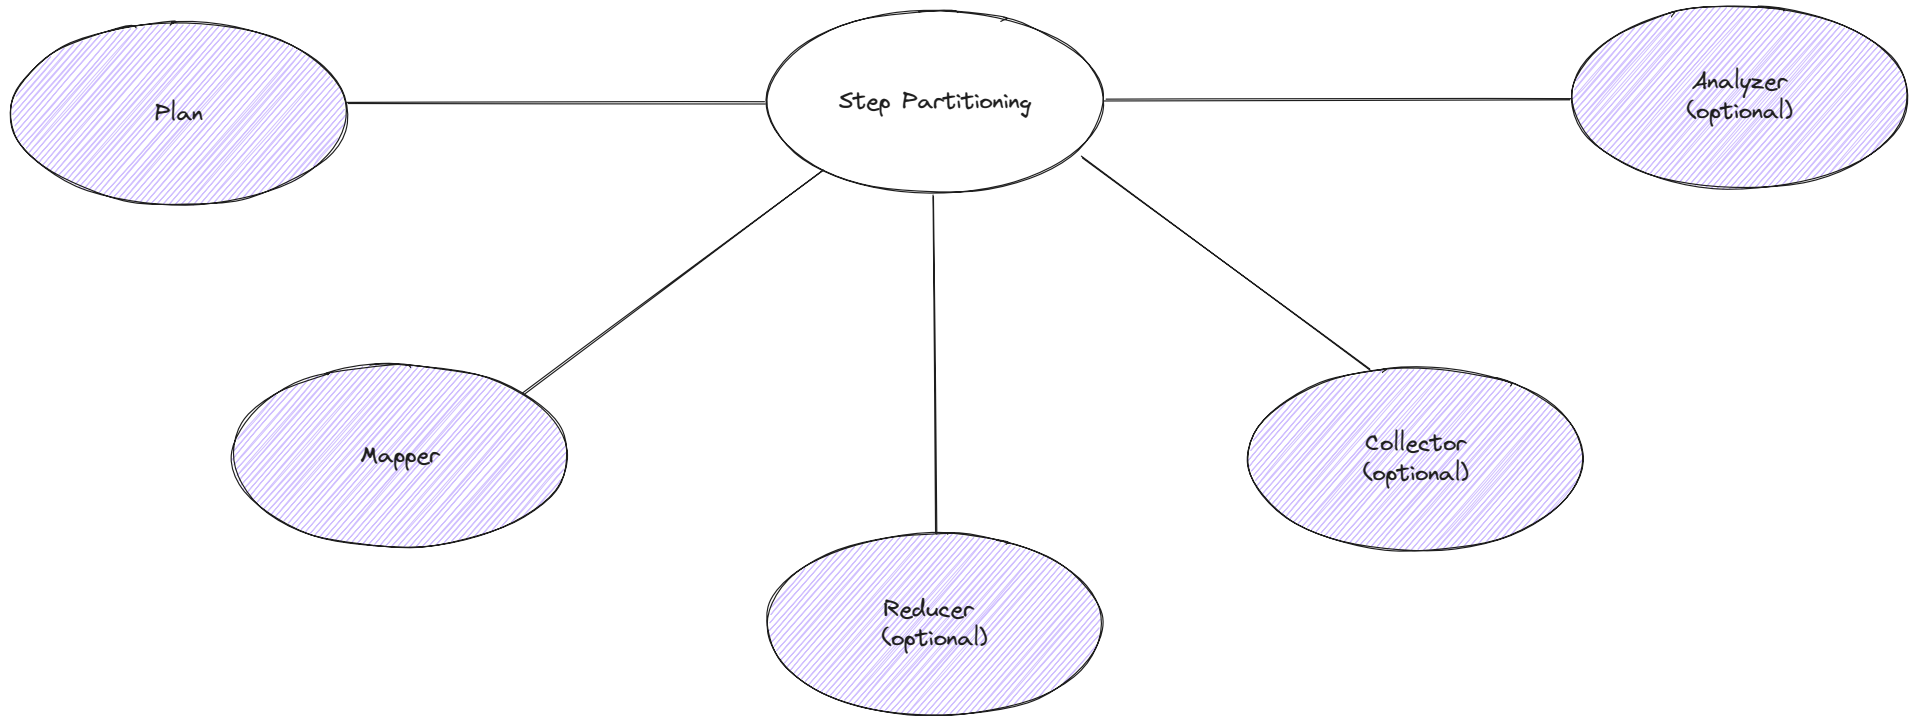 Plan
Step Partitioning
Analyzer
(optional)
Mapper
Collector
(optional)
Reducer
(optional)